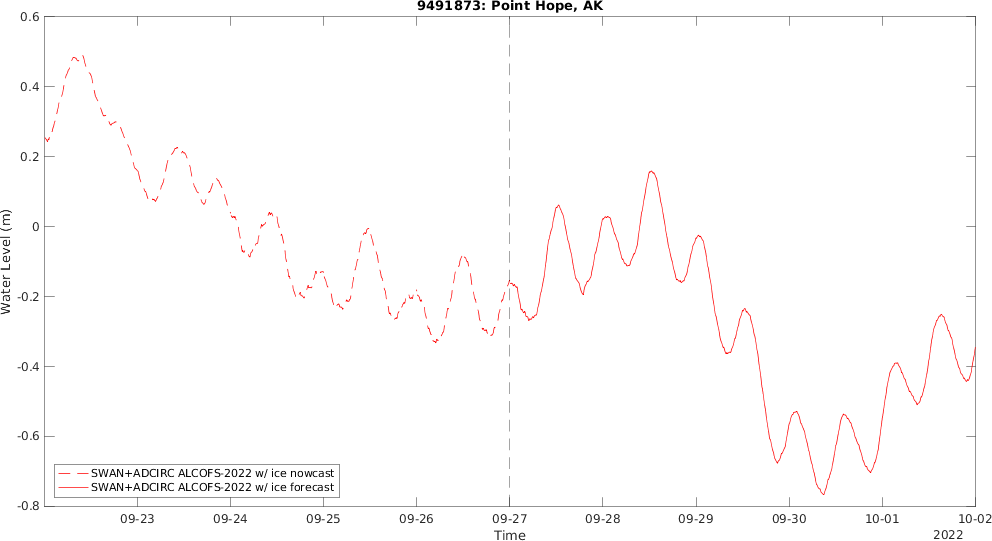 9491873: Point Hope, AK
0.6
0.4
0.2
0
-0.2
-0.4
-0.6
-0.8
Water Level (m)
SWAN+ADCIRC ALCOFS-2022 w/ ice nowcast
SWAN+ADCIRC ALCOFS-2022 w/ ice forecast
09-23 09-24 09-25 09-26 09-27 09-28 09-29 09-30 10-01 10-02
Time
2022